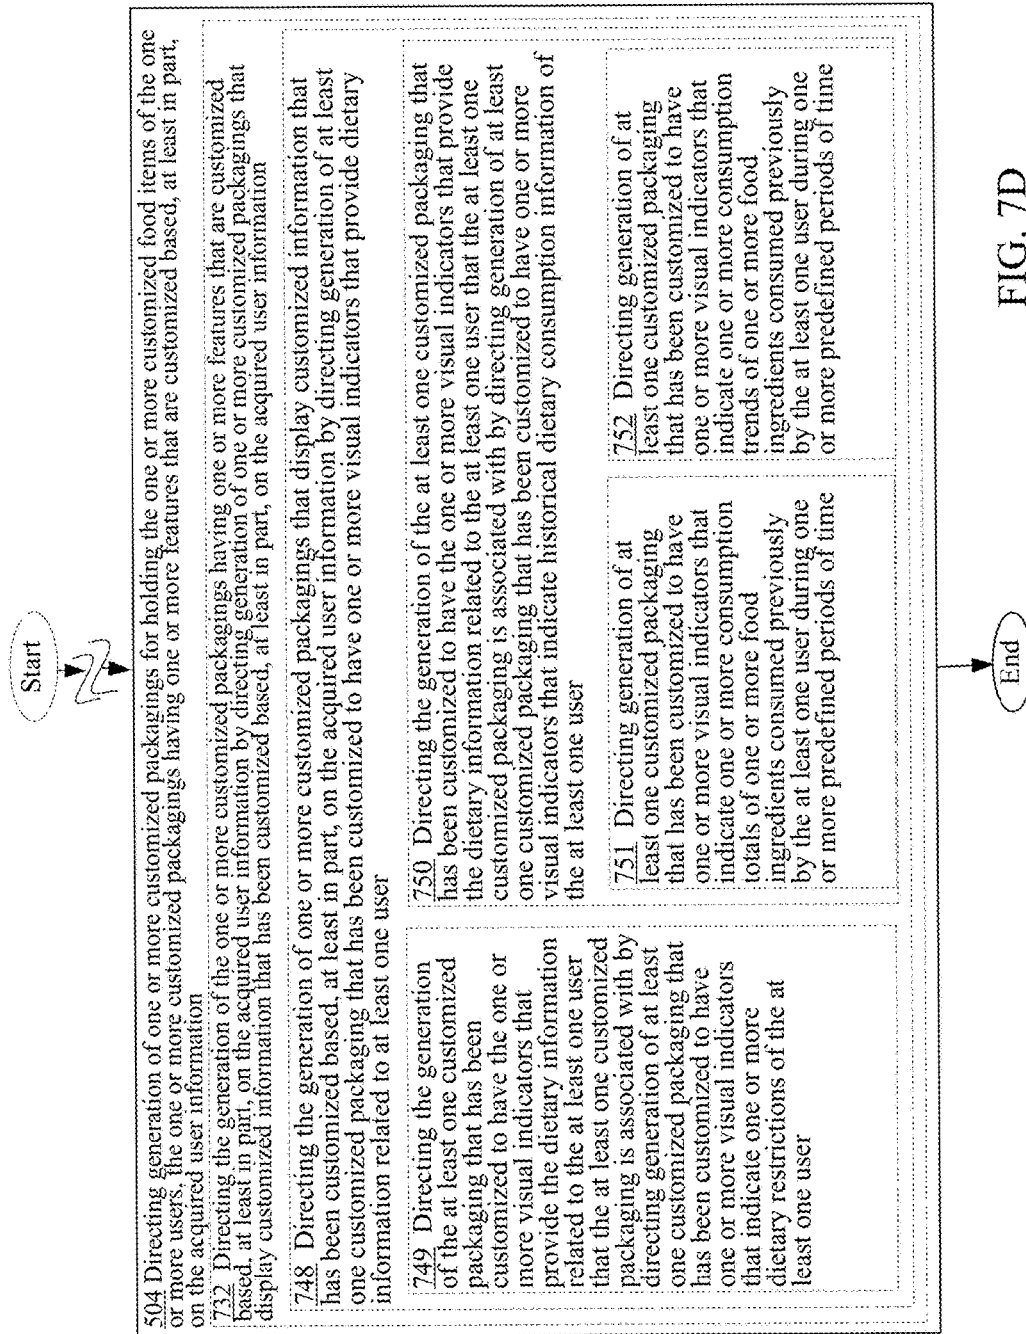 Start
504 Directing generation of one or more customized packagings for holding the one or more customized food items of the one
or more users, the one or more customized packagings having one or more features that are customized based, at least in part,
on the acquired user information
732 Directing the generation of the one or more customized packagings having one or more features that are customized
based, at least in part, on the acquired user information by directing generation of one or more customized packagings that
display customized information that has been customized based, at least in part, on the acquired user information
748 Directing the generation of one or more customized packagings that display customized information that
has been customized based, at least in part, on the acquired user information by directing generation of at least
one customized packaging that has been customized to have one or more visual indicators that provide dietary
information related to at least one user
749 Directing the generation
of the at least one customized
packaging that has been
customized to have the one or
more visual indicators that
provide the dietary information
related to the at least one user
that the at least one customized
packaging is associated with by
directing generation of at least
one customized packaging that
has been customized to have
one or more visual indicators
that indicate one or more
dietary restrictions of the at
least one user
750 Directing the generation of the at least one customized packaging that
has been customized to have the one or more visual indicators that provide
the dietary information related to the at least one user that the at least one
customized packaging is associated with by directing generation of at least
one customized packaging that has been customized to have one or more
visual indicators that indicate historical dietary consumption information of
the at least one user
751 Directing generation of at
least one customized packaging
that has been customized to have
one or more visual indicators that
indicate one or more consumption
totals of one or more food
ingredients consumed previously
by the at least one user during one
or more predefined periods of time
752 Directing generation of at
least one customized packaging
that has been customized to have
one or more visual indicators that
indicate one or more consumption
trends of one or more food
ingredients consumed previously
by the at least one user during one
or more predefined periods of time
End
FIG. 7D